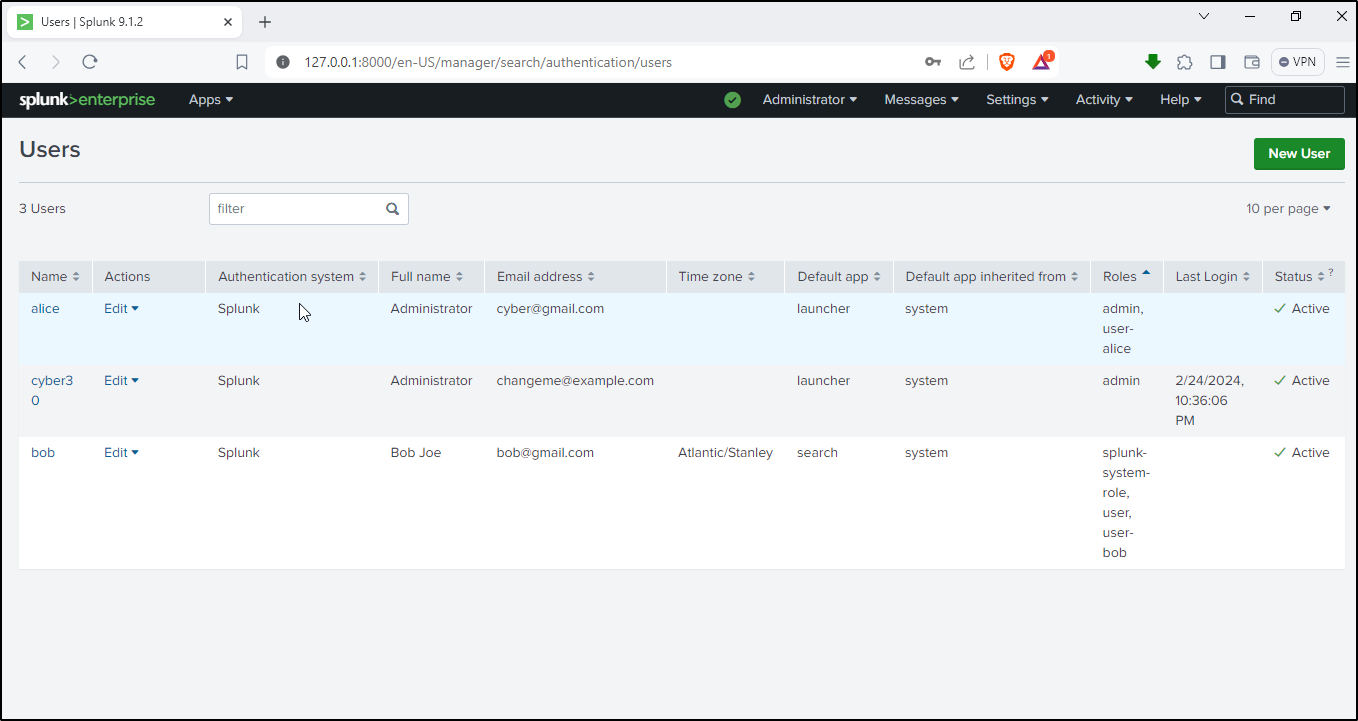 Users | Splunk 9.1.2
127.0.0.1:8000/en-US/manager/search/authentication/users
1
VPN
splunk>enterprise Apps Administrator Messages Settings Activity Help Find
Users
New User
3 Users filter 10 per page
Name Actions Authentication system Full name Email address Time zone Default app Default app inherited from Roles Last Login Status ?
alice Edit Splunk Administrator cyber@gmail.com launcher system admin, Active
user-
alice
cyber3 Edit Splunk Administrator changeme@example.com launcher system admin 2/24/2024, Active
0 10:36:06
PM
bob Edit Splunk Bob Joe bob@gmail.com Atlantic/Stanley search system splunk- Active
system-
role,
user,
user-
bob